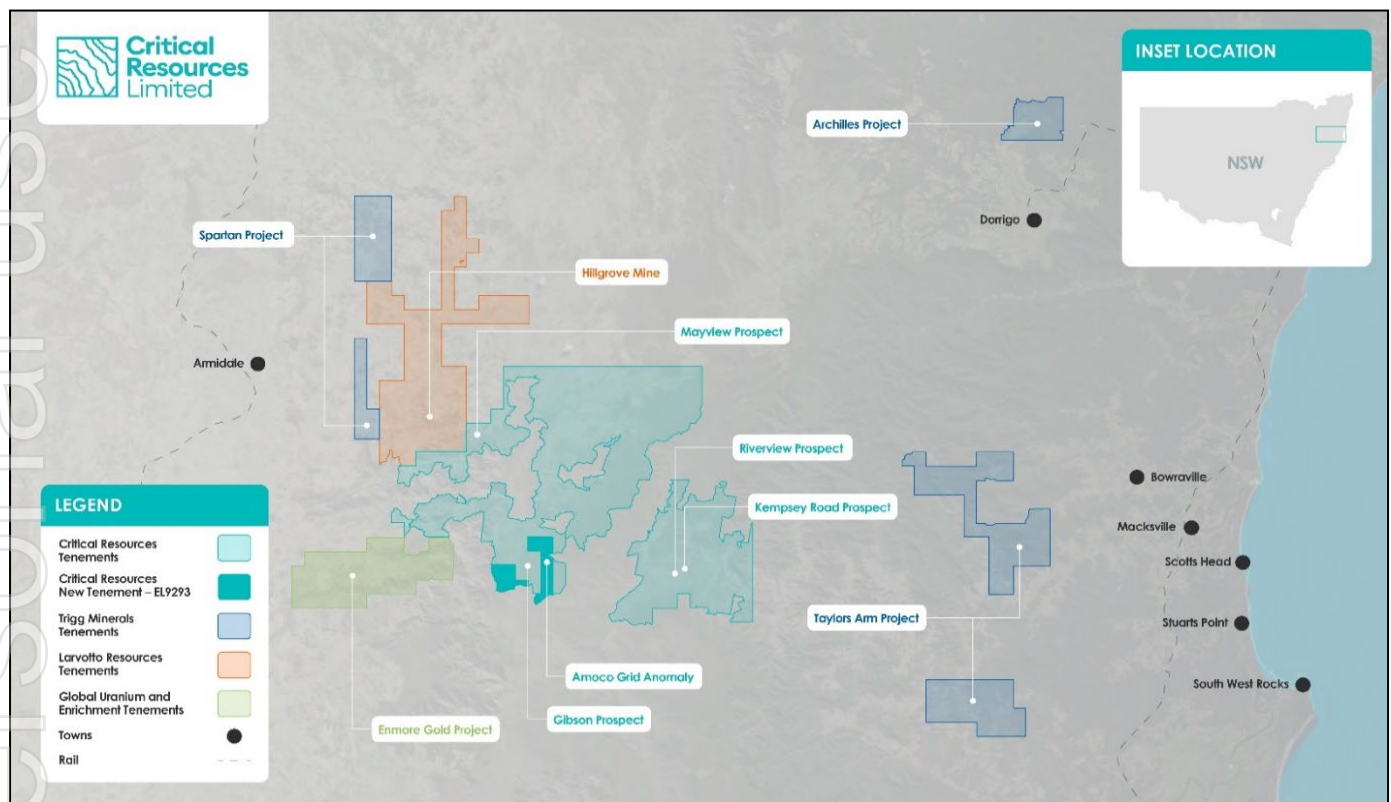 Critical
Resources
Limited
INSET LOCATION
NSW
Archilles Project
Dorrigo
Spartan Project
Hillgrove Mine
Mayview Prospect
Armidale
Riverview Prospect
Kempsey Road Prospect
Bowraville
Macksville
Scotts Head
Taylors Arm Project
Stuarts Point
Amoco Grid Anomaly
South West Rocks
Gibson Prospect
Enmore Gold Project
LEGEND
Critical Resources
Tenements
Critical Resources
New Tenement – EL9293
Trigg Minerals
Tenements
Larvotto Resources
Tenements
Global Uranium and
Enrichment Tenements
Towns
Rail